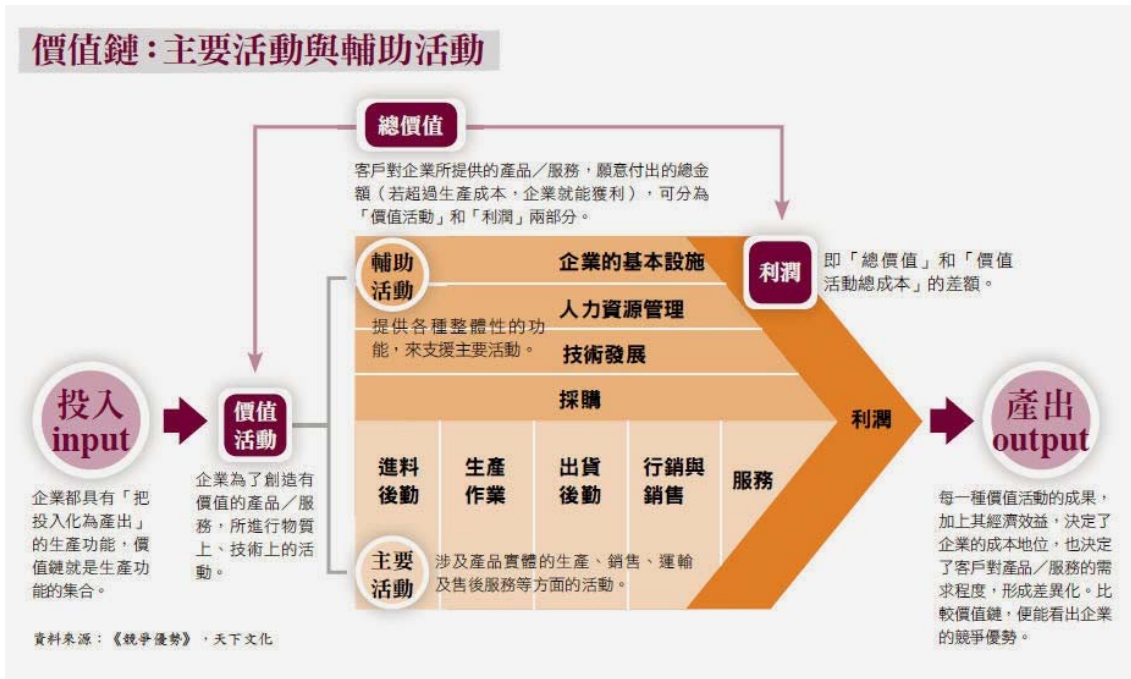 價值鏈：主要活動與輔助活動
總價值
客戶對企業所提供的產品／服務，願意付出的總金
額（若超過生產成本，企業就能獲利），可分為
「價值活動」和「利潤」兩部分。
輔助
活動
提供各種整體性的功
能，來支援主要活動。
企業的基本設施
人力資源管理
技術發展
採購
利潤
即「總價值」和「價值
活動總成本」的差額。
投入
input
企業都具有「把
投入化為產出」
的生產功能，價
值鏈就是生產功
能的集合。
價值
活動
企業為了創造有
價值的產品／服
務，所進行物質
上、技術上的活
動。
進料
後勤
生產
作業
出貨
後勤
行銷與
銷售
服務
利潤
主要
活動
涉及產品實體的生產、銷售、運輸
及售後服務等方面的活動。
產出
output
每一種價值活動的成果，
加上其經濟效益，決定了
企業的成本地位，也決定
了客戶對產品／服務的需
求程度，形成差異化。比
較價值鏈，便能看出企業
的競爭優勢。
資料來源：《競爭優勢》，天下文化